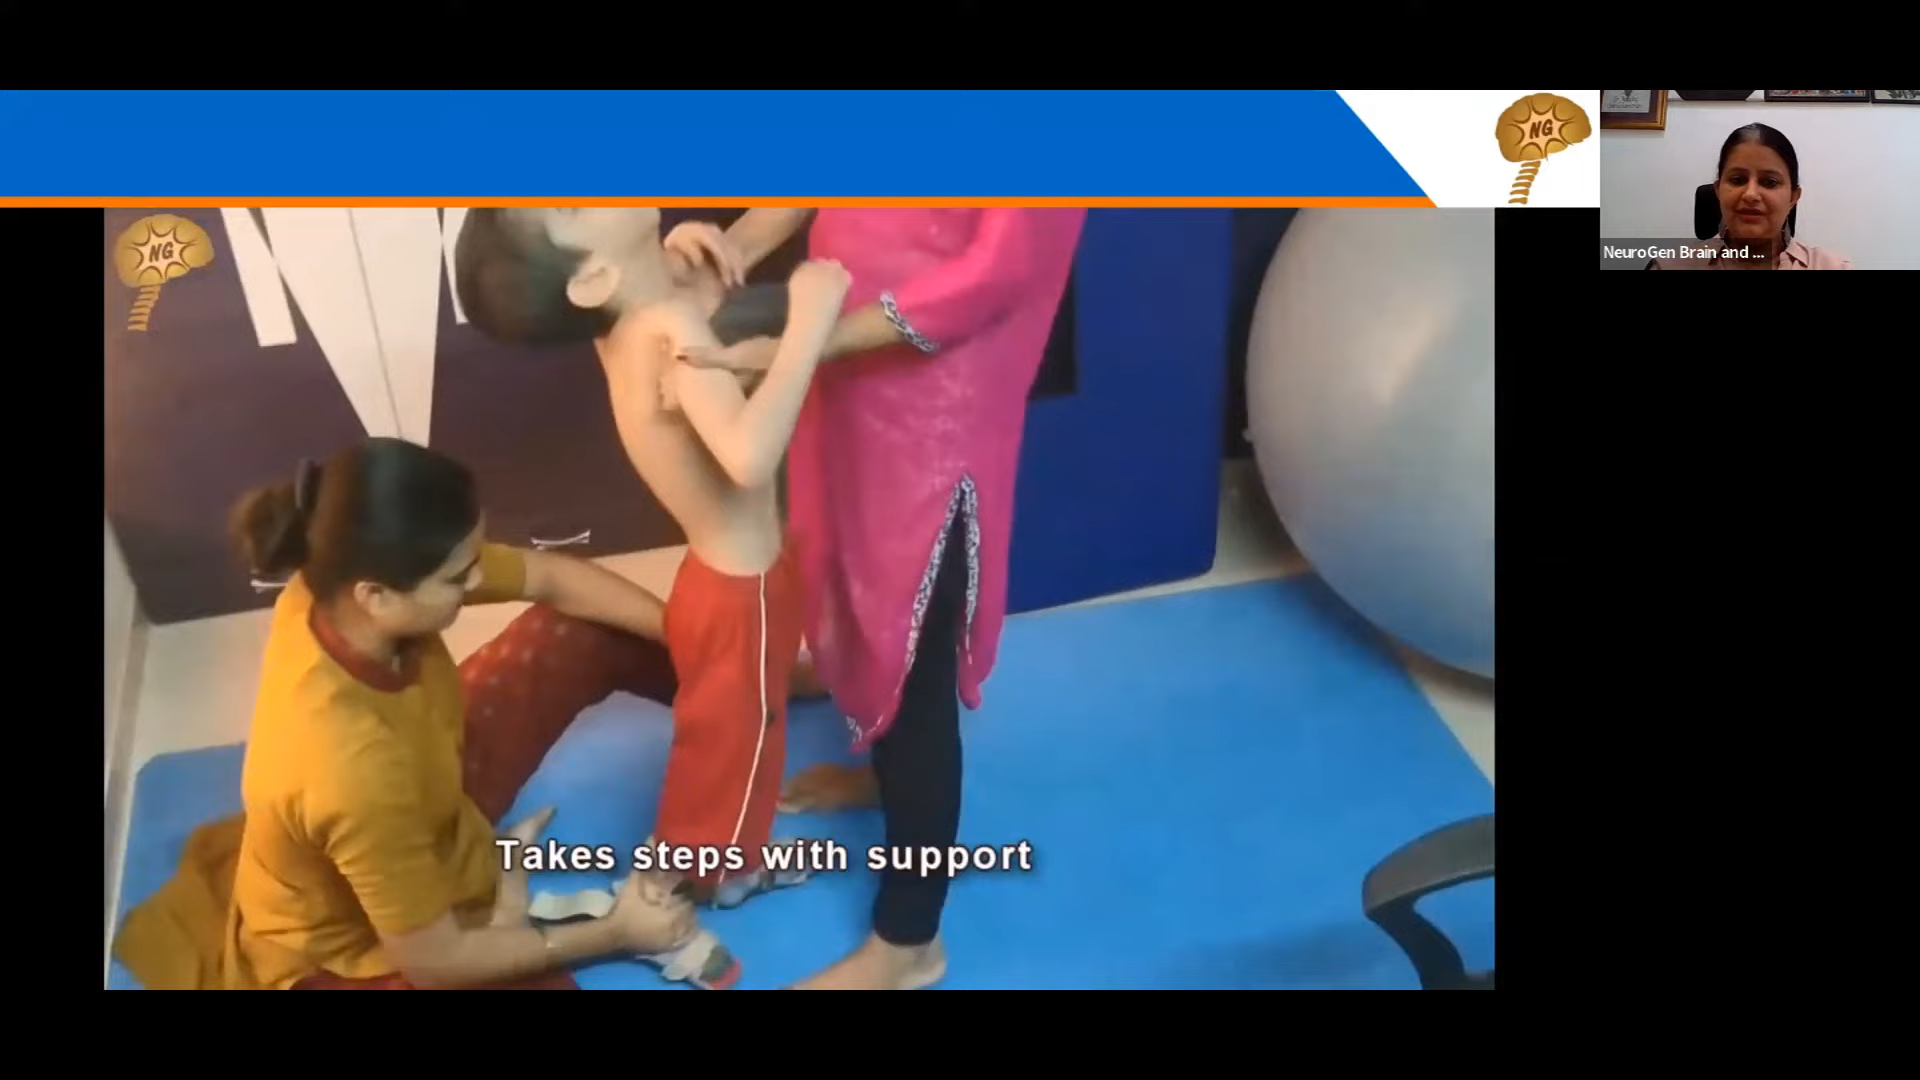 NG
NG
NeuroGen Brain and ...
Takes steps with support